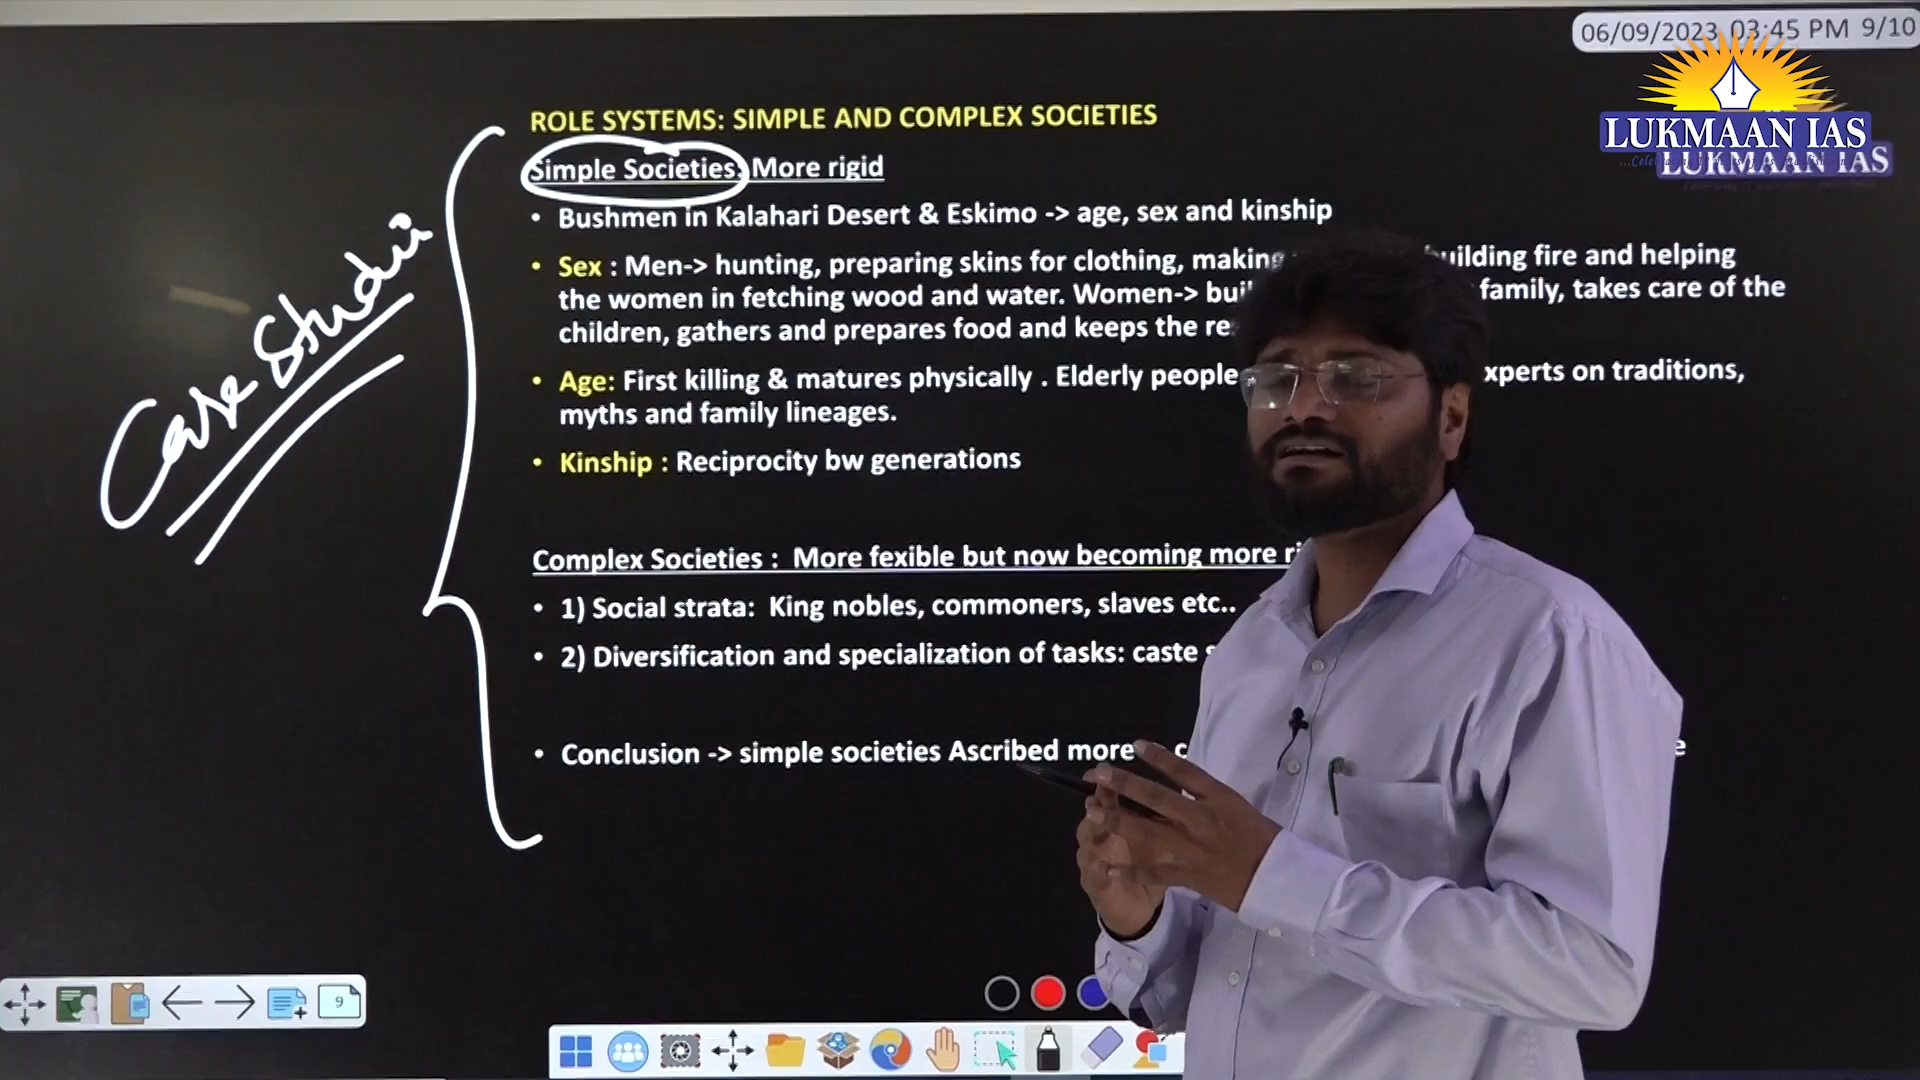 06/09/2023 03:45 PM 9/10
LUKMAAN IAS
LUKMAAN IAS
ROLE SYSTEMS: SIMPLE AND COMPLEX SOCIETIES
Simple Societies: More rigid
• Bushmen in Kalahari Desert & Eskimo -> age, sex and kinship
• Sex : Men-> hunting, preparing skins for clothing, making building fire and helping
the women in fetching wood and water. Women-> family, takes care of the
children, gathers and prepares food and keeps the
• Age: First killing & matures physically . Elderly people on traditions,
myths and family lineages.
• Kinship : Reciprocity bw generations
Case Studies
Complex Societies : More fexible but now becoming more
• 1) Social strata: King nobles, commoners, slaves etc..
• 2) Diversification and specialization of tasks: caste
• Conclusion -> simple societies Ascribed more
9